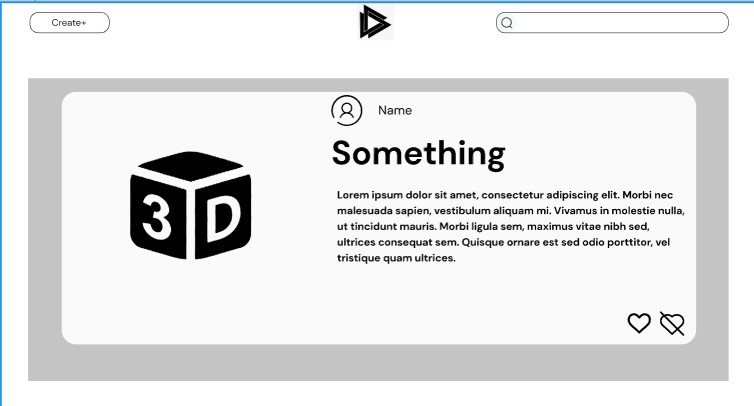 Create+
Name
Something
3D
Lorem ipsum dolor sit amet, consectetur adipiscing elit. Morbi nec
malesuada sapien, vestibulum aliquam mi. Vivamus in molestie nulla,
ut tincidunt mauris. Morbi ligula sem, maximus vitae nibh sed,
ultrices consequat sem. Quisque ornare est sed odio porttitor, vel
tristique quam ultrices.